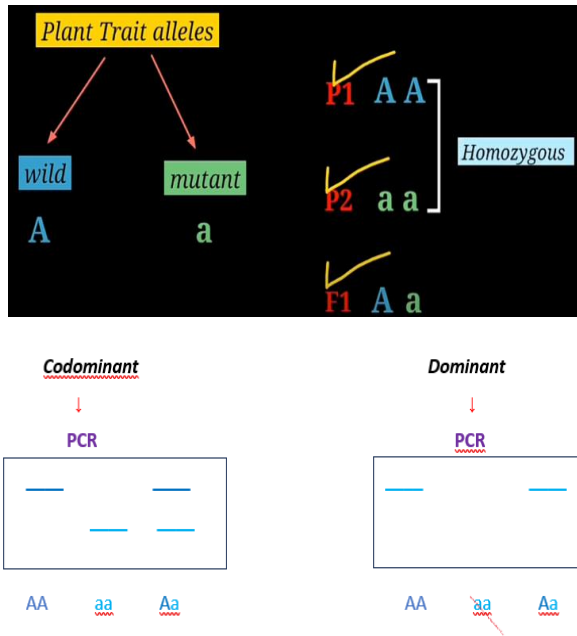 Plant Trait alleles
wild
A
mutant
a
P1 A A
P2 a a
Homozygous
F1 A a
Codominant
↓
PCR
AA aa Aa
Dominant
↓
PCR
AA aa Aa